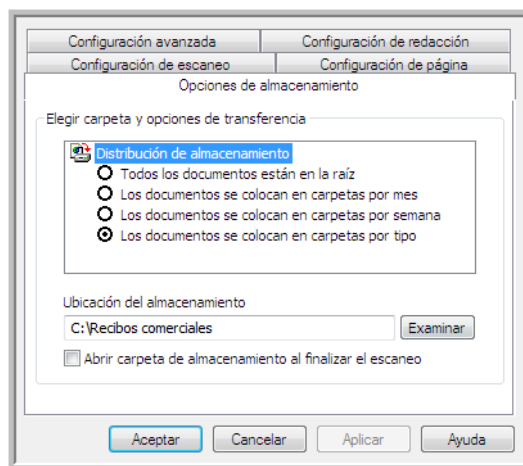 Configuración avanzada
Configuración de redacción
Configuración de escaneo
Configuración de página
Opciones de almacenamiento
Elegir carpeta y opciones de transferencia
Distribución de almacenamiento
Todos los documentos están en la raíz
Los documentos se colocan en carpetas por mes
Los documentos se colocan en carpetas por semana
Los documentos se colocan en carpetas por tipo
Ubicación del almacenamiento
C:\Recibos comerciales
Examinar
Abrir carpeta de almacenamiento al finalizar el escaneo
Aceptar
Cancelar
Aplicar
Ayuda